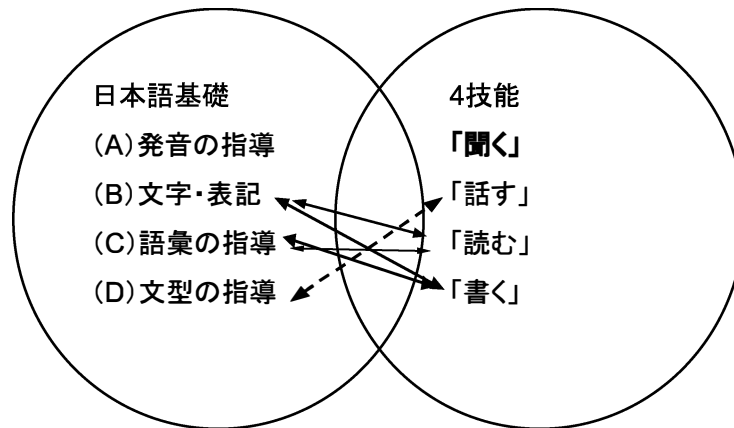 日本語基礎
(A)発音の指導
(B)文字・表記
(C)語彙の指導
(D)文型の指導
4技能
「聞く」
「話す」
「読む」
「書く」